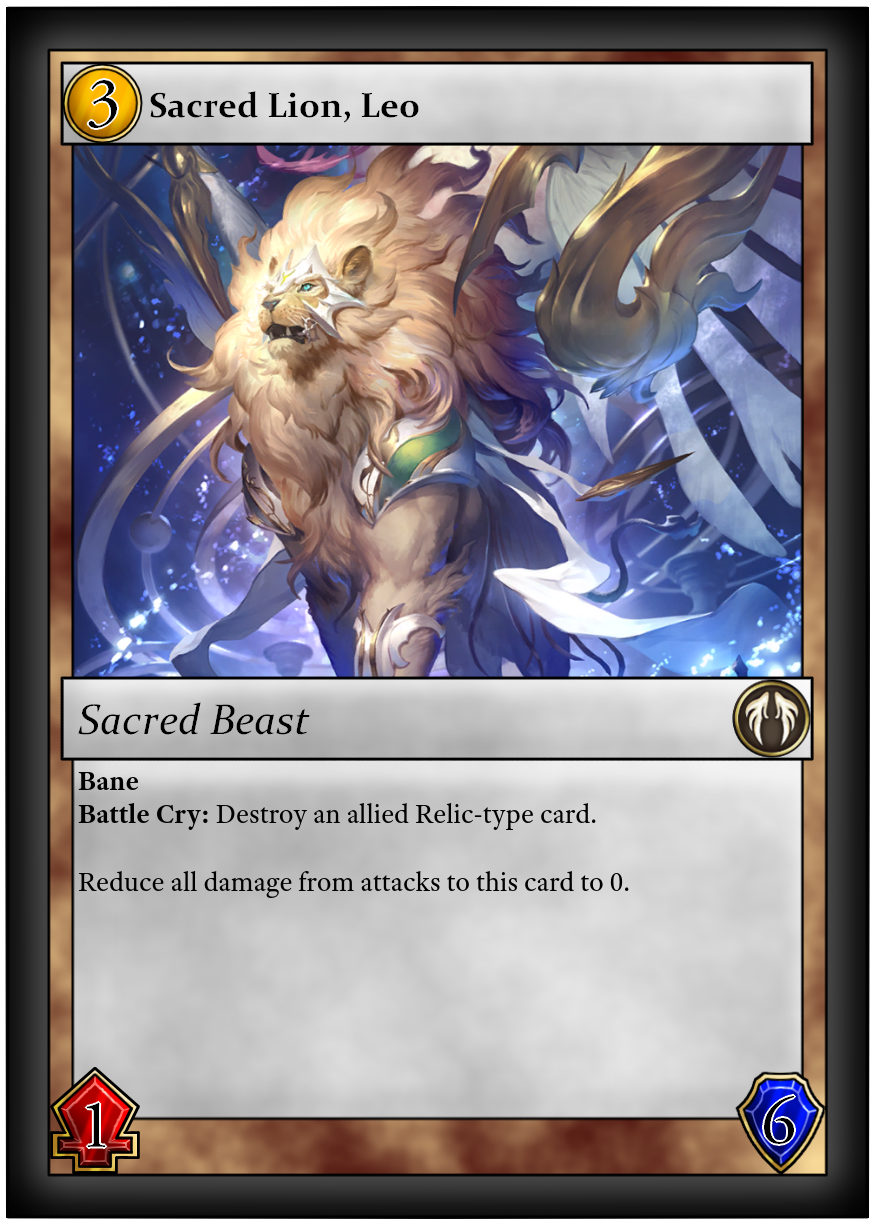 3
Sacred Lion, Leo
Sacred Beast
Bane
Battle Cry: Destroy an allied Relic-type card.
Reduce all damage from attacks to this card to 0.
1
6